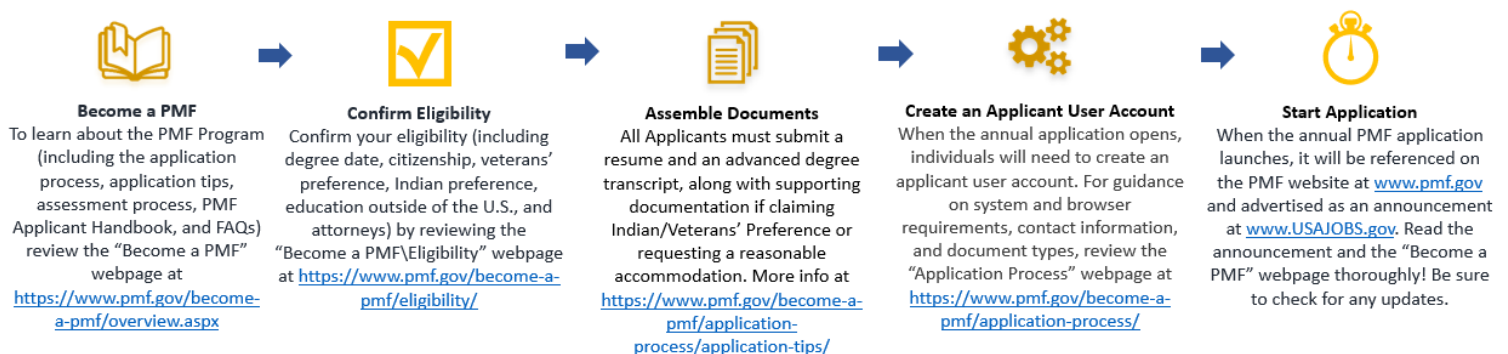 Become a PMF
To learn about the PMF Program
(including the application
process, application tips,
assessment process, PMF
Applicant Handbook, and FAQs)
review the “Become a PMF”
webpage at
https://www.pmf.gov/become-
a-pmf/overview.aspx
Confirm Eligibility
Confirm your eligibility (including
degree date, citizenship, veterans’
preference, Indian preference,
education outside of the U.S., and
attorneys) by reviewing the
“Become a PMF\Eligibility” webpage
at https://www.pmf.gov/become-a-
pmf/eligibility/
Assemble Documents
All Applicants must submit a
resume and an advanced degree
transcript, along with supporting
documentation if claiming
Indian/Veterans’ Preference or
requesting a reasonable
accommodation. More info at
https://www.pmf.gov/become-a-
pmf/application-
process/application-tips/
Create an Applicant User Account
When the annual application opens,
individuals will need to create an
applicant user account. For guidance
on system and browser
requirements, contact information,
and document types, review the
“Application Process” webpage at
https://www.pmf.gov/become-a-
pmf/application-process/
Start Application
When the annual PMF application
launches, it will be referenced on
the PMF website at www.pmf.gov
and advertised as an announcement
at www.USAJOBS.gov. Read the
announcement and the “Become a
PMF” webpage thoroughly! Be sure
to check for any updates.